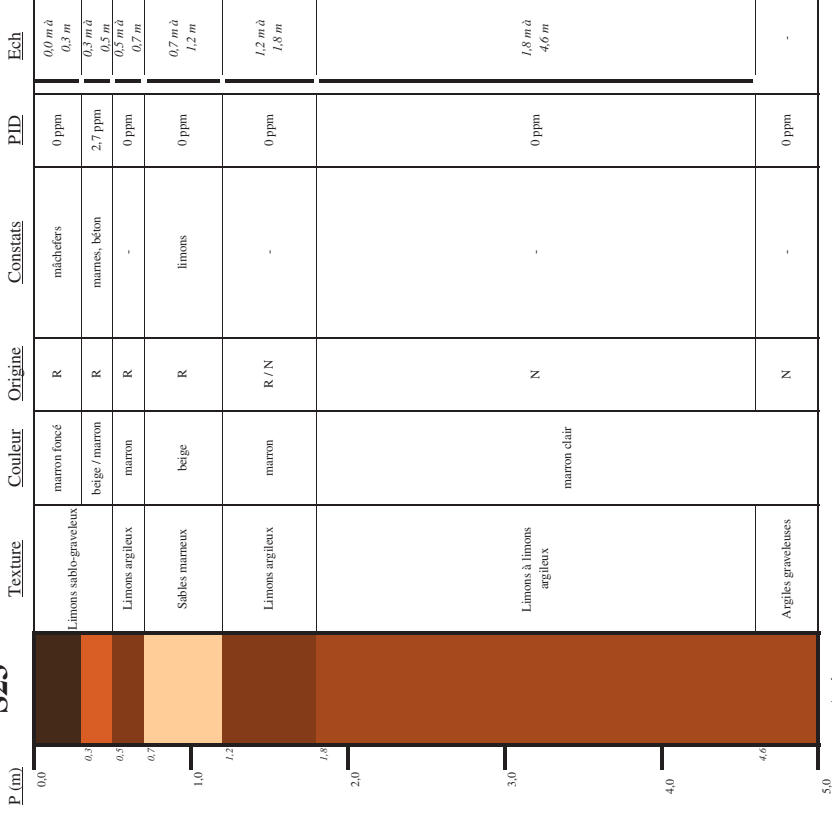 S23
P (m)
Texture
Couleur
Origine
Constats
PID
Ech
0,0
0,3
0,5
0,7
1,0
1,2
1,8
2,0
3,0
4,0
4,6
5,0
Limons sablo-graveleux
marron foncé
R
mâchefers
0 ppm
0,0 m à
0,3 m
beige / marron
R
marnes, béton
2,7 ppm
0,3 m à
0,5 m
Limons argileux
marron
R
-
0 ppm
0,5 m à
0,7 m
Sables marneux
beige
R
limons
0 ppm
0,7 m à
1,2 m
Limons argileux
marron
R / N
-
0 ppm
1,2 m à
1,8 m
Limons à limons
argileux
marron clair
N
-
0 ppm
1,8 m à
4,6 m
Argiles graveleuses
N
-
0 ppm
-